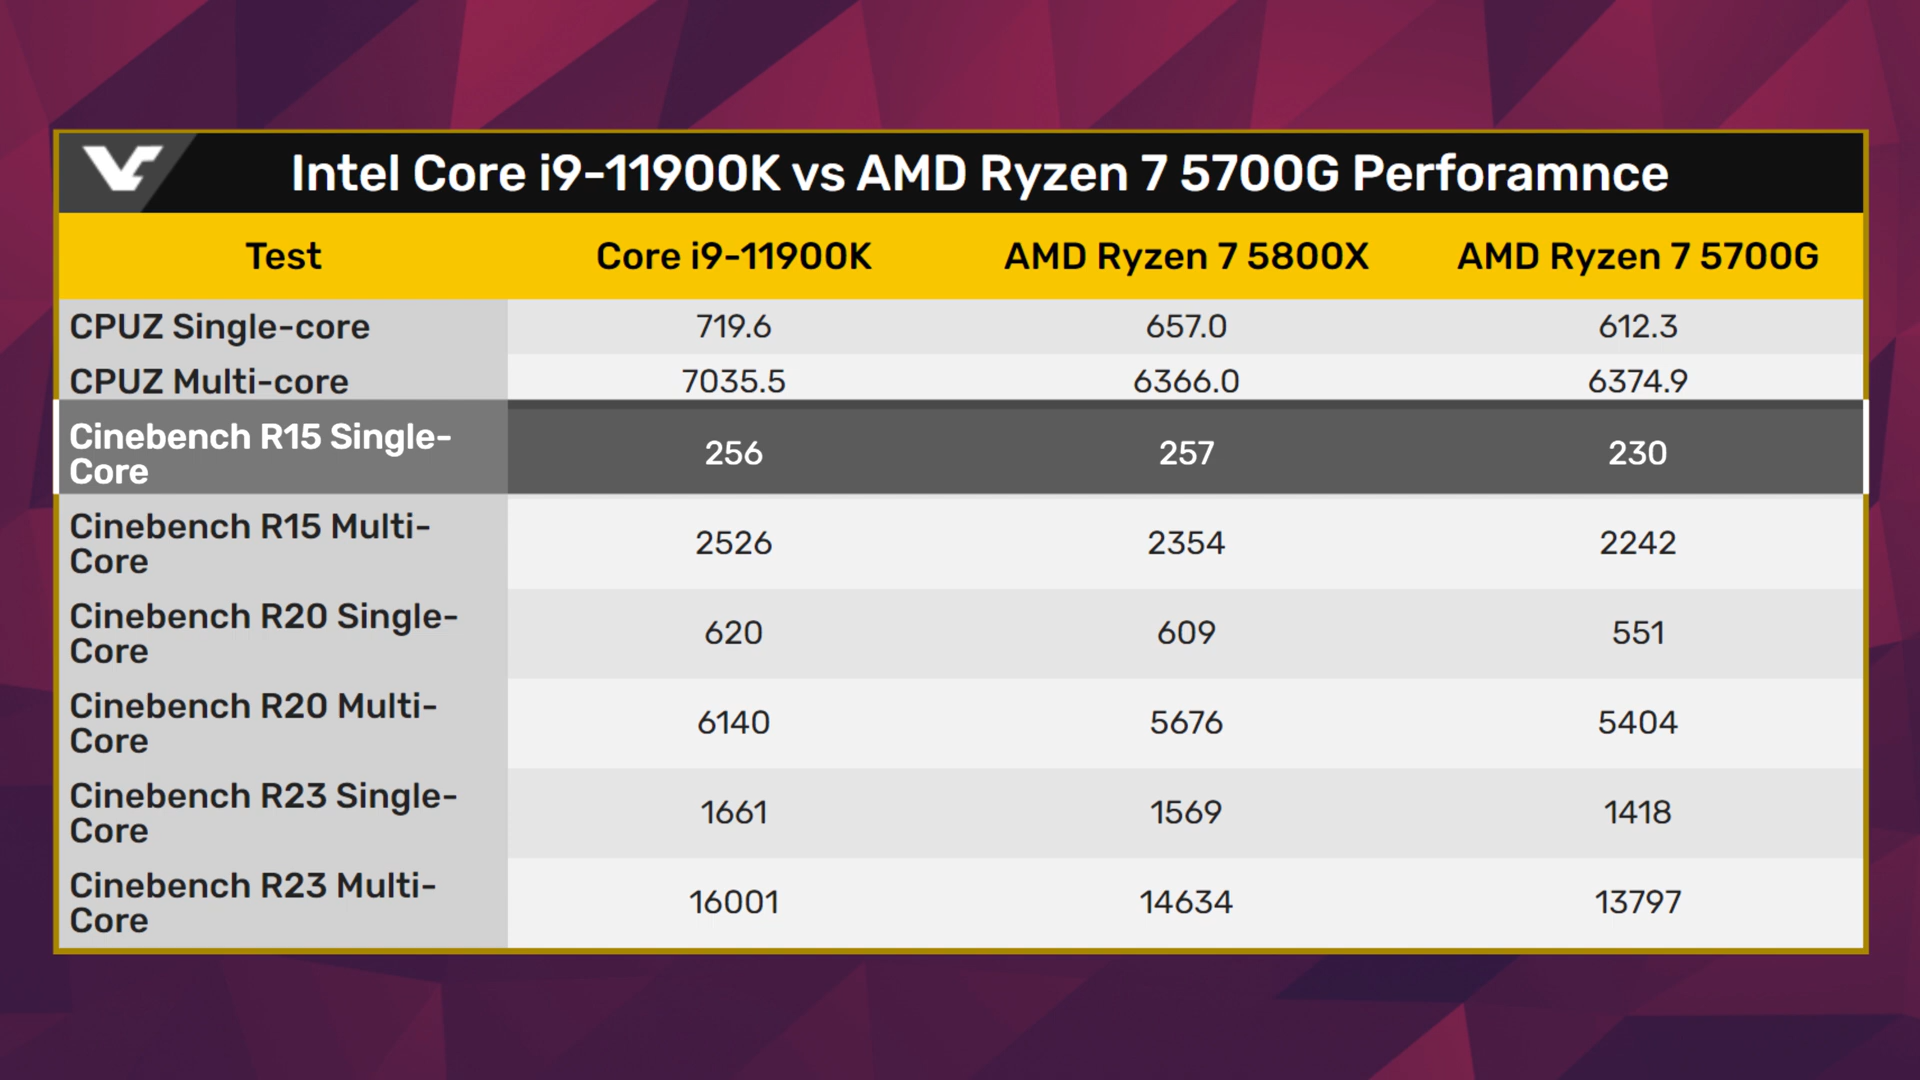 Intel Core i9-11900K vs AMD Ryzen 7 5700G Perforamnce
Test Core i9-11900K AMD Ryzen 7 5800X AMD Ryzen 7 5700G
CPUZ Single-core 719.6 657.0 612.3
CPUZ Multi-core 7035.5 6366.0 6374.9
Cinebench R15 Single-
Core 256 257 230
Cinebench R15 Multi-
Core 2526 2354 2242
Cinebench R20 Single-
Core 620 609 551
Cinebench R20 Multi-
Core 6140 5676 5404
Cinebench R23 Single-
Core 1661 1569 1418
Cinebench R23 Multi-
Core 16001 14634 13797